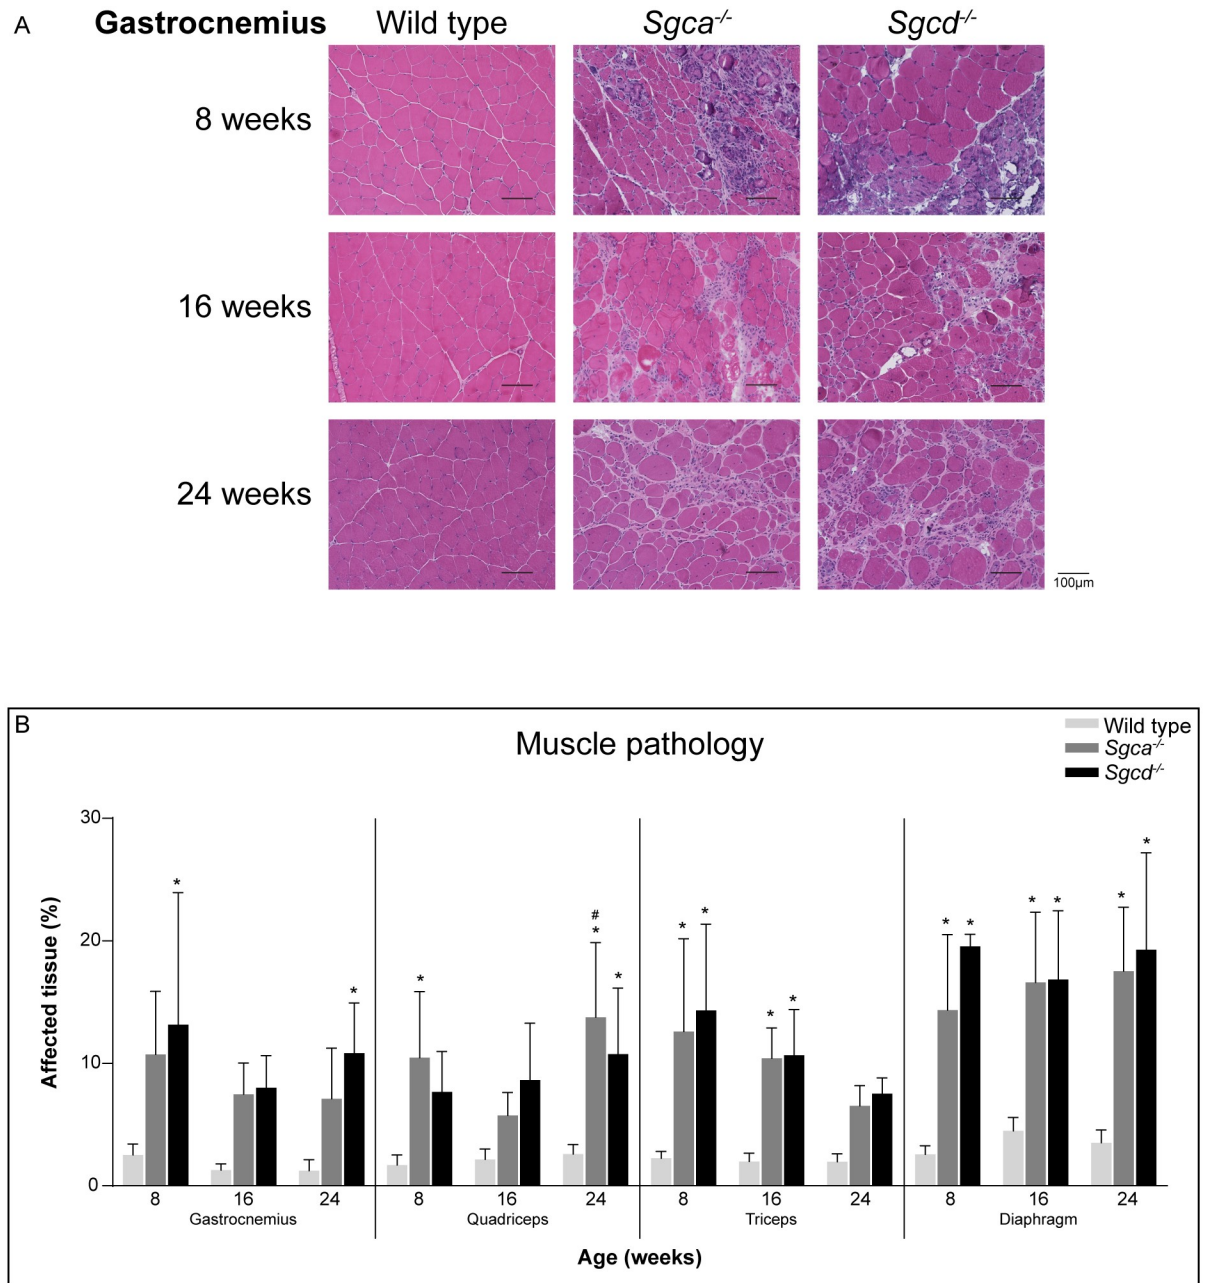 A
Gastrocnemius Wild type Sgca-/- Sgcd-/-
8 weeks
16 weeks
24 weeks
100µm
B
Muscle pathology
Wild type
Sgca-/-
Sgcd-/-
Affected tissue (%)
30
20
10
0
* * # * * * * * * * * * * * * *
8 16 24 8 16 24 8 16 24 8 16 24
Gastrocnemius Quadriceps Triceps Diaphragm
Age (weeks)